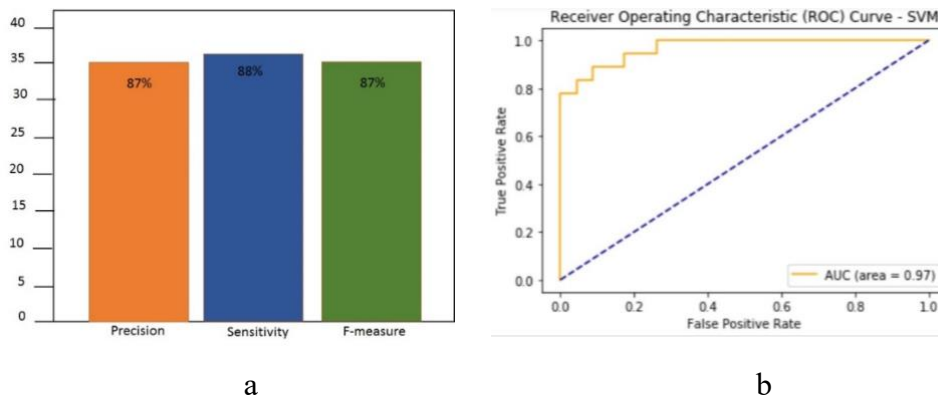 40
35
30
25
20
15
10
5
0
87%
88%
87%
Precision Sensitivity F-measure
a
Receiver Operating Characteristic (ROC) Curve - SVM
True Positive Rate
1.0
0.8
0.6
0.4
0.2
0.0
AUC (area = 0.97)
0.0 0.2 0.4 0.6 0.8 1.0
False Positive Rate
b